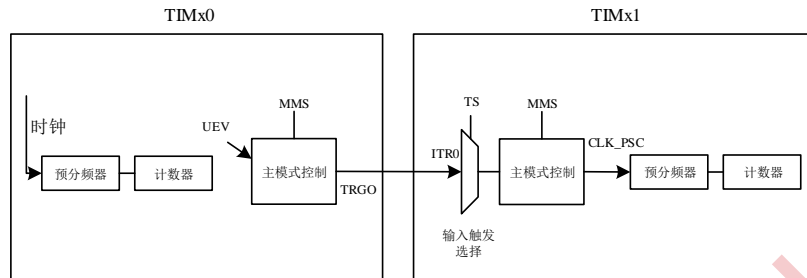 TIMx0
TIMx1
时钟
预分频器
计数器
UEV
MMS
主模式控制
TRGO
ITR0
TS
输入触发
选择
MMS
主模式控制
CLK_PSC
预分频器
计数器